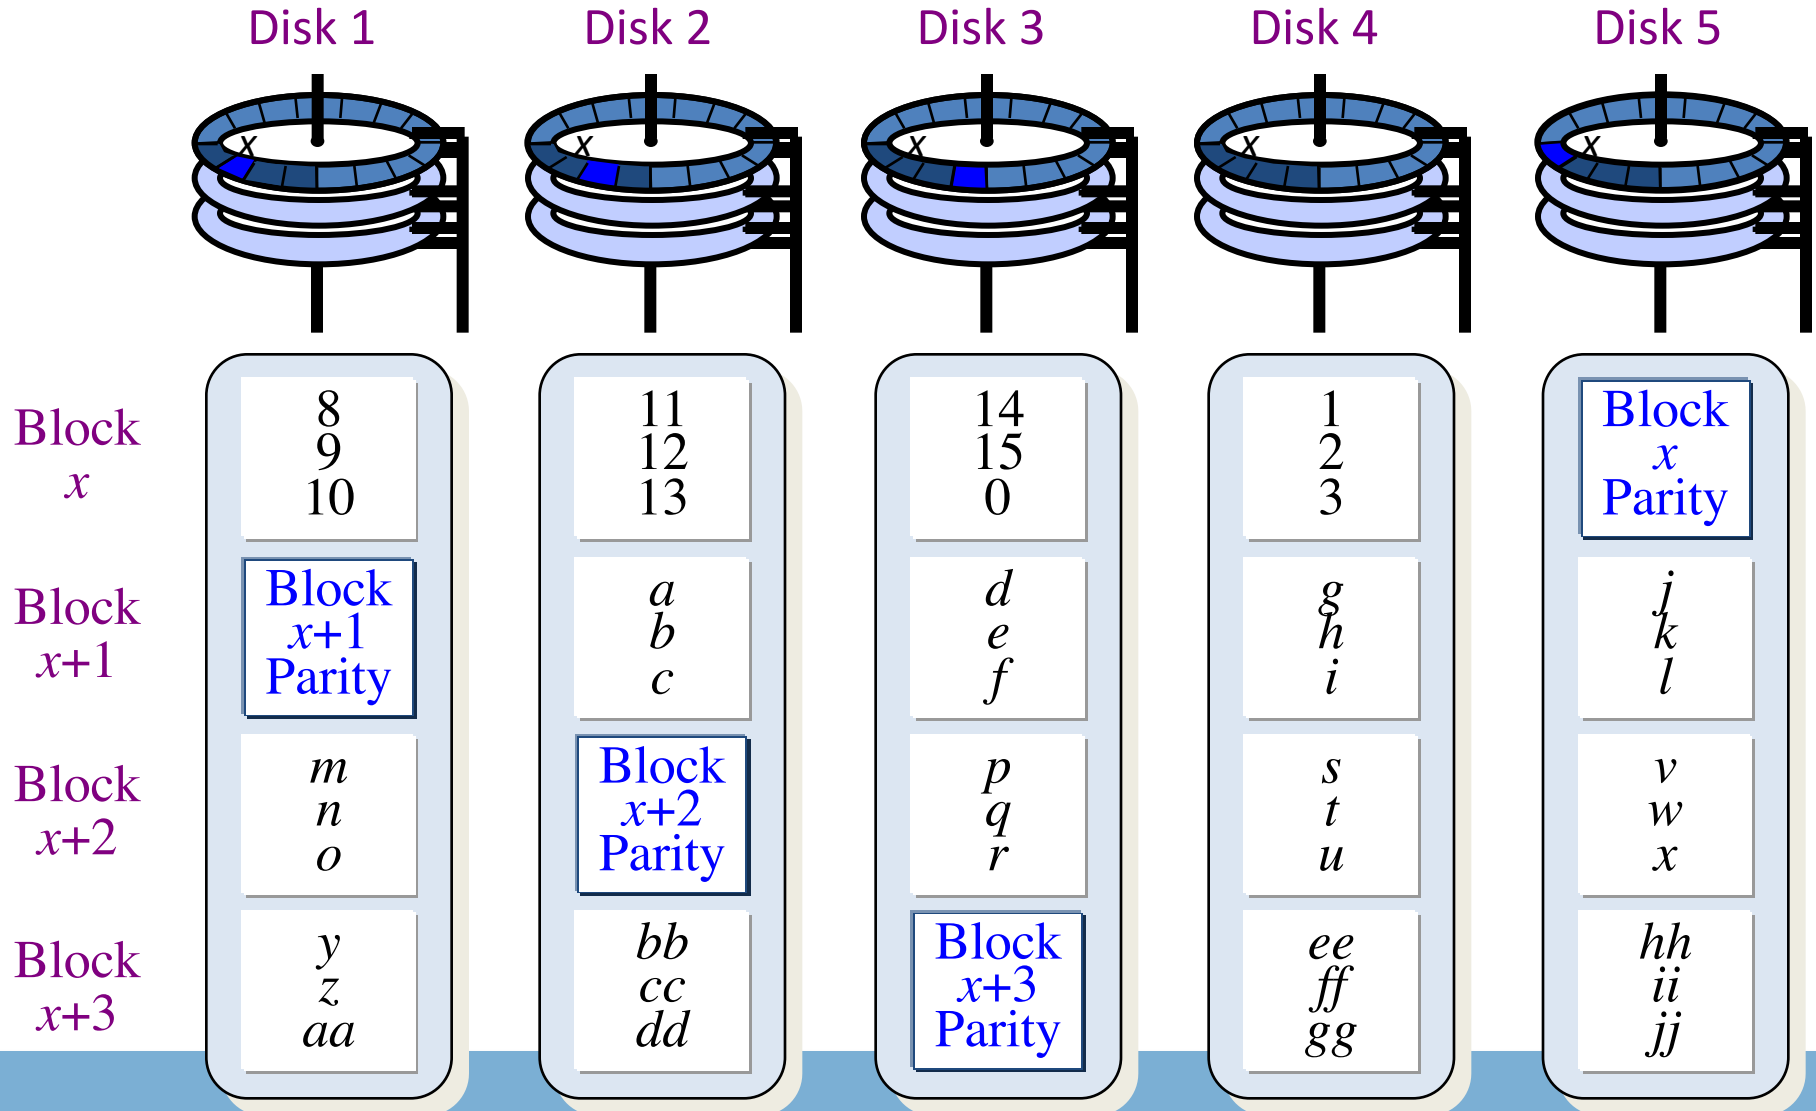 Disk 1 Disk 2 Disk 3 Disk 4 Disk 5
x x x x x
Block
x
8
9
10
11
12
13
14
15
0
1
2
3
Block
x
Parity
Block
x+1
Block
x+1
Parity
a
b
c
d
e
f
g
h
i
j
k
l
Block
x+2
m
n
o
Block
x+2
Parity
p
q
r
s
t
u
v
w
x
Block
x+3
y
z
aa
bb
cc
dd
Block
x+3
Parity
ee
ff
gg
hh
ii
jj